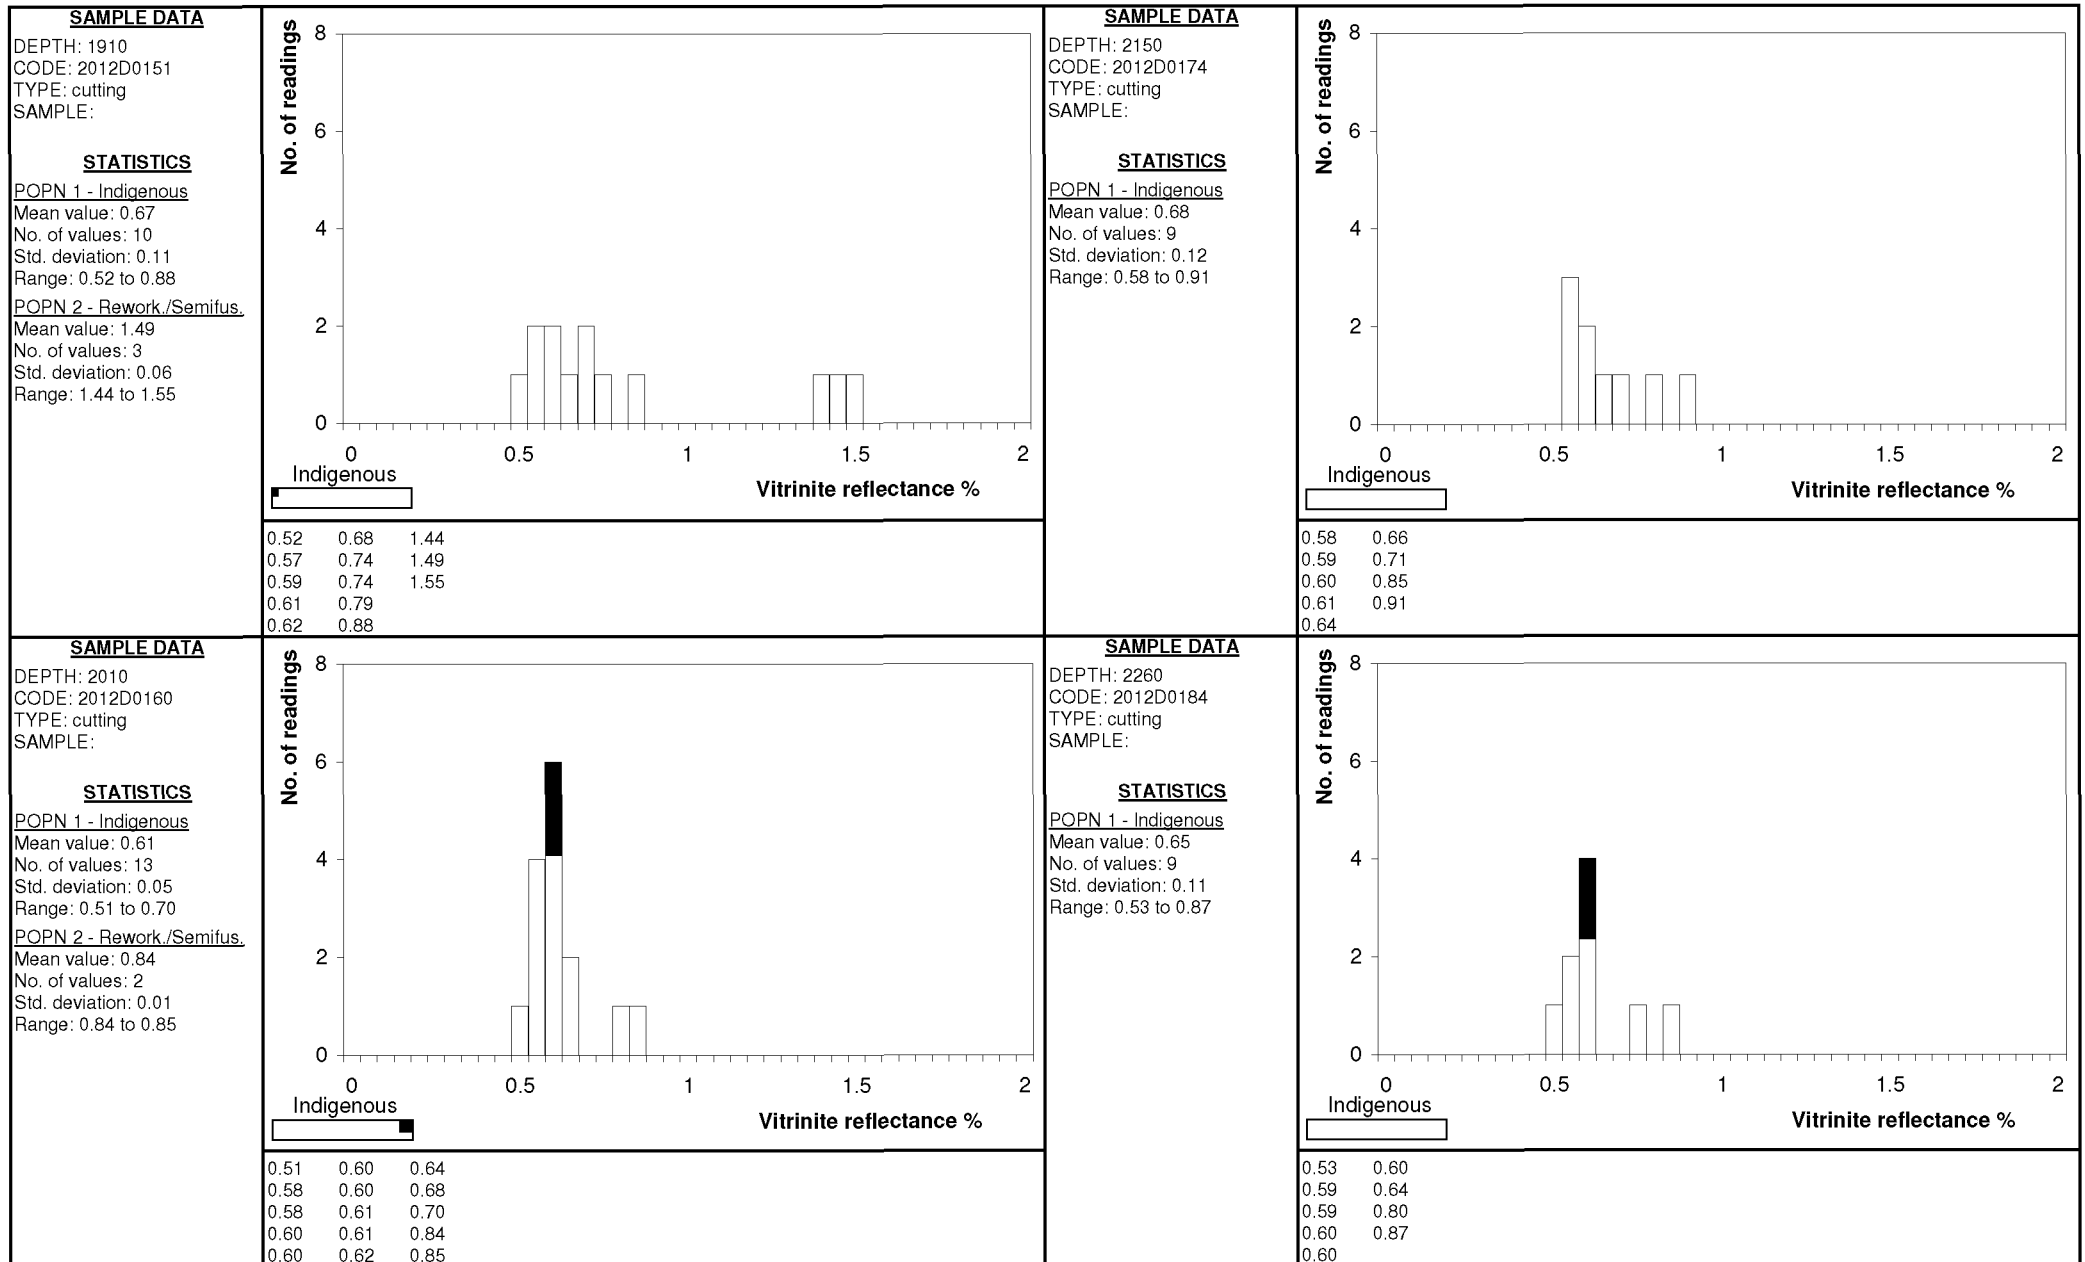 SAMPLE DATA
DEPTH: 1910
CODE: 2012D0151
TYPE: cutting
SAMPLE:
STATISTICS
POPN 1 - Indigenous
Mean value: 0.67
No. of values: 10
Std. deviation: 0.11
Range: 0.52 to 0.88
POPN 2 - Rework./Semifus.
Mean value: 1.49
No. of values: 3
Std. deviation: 0.06
Range: 1.44 to 1.55
No. of readings
8
6
4
2
0
0 0.5 1 1.5 2
Indigenous
Vitrinite reflectance %
0.52 0.68 1.44
0.57 0.74 1.49
0.59 0.74 1.55
0.61 0.79
0.62 0.88
SAMPLE DATA
DEPTH: 2150
CODE: 2012D0174
TYPE: cutting
SAMPLE:
STATISTICS
POPN 1 - Indigenous
Mean value: 0.68
No. of values: 9
Std. deviation: 0.12
Range: 0.58 to 0.91
No. of readings
8
6
4
2
0
0 0.5 1 1.5 2
Indigenous
Vitrinite reflectance %
0.58 0.66
0.59 0.71
0.60 0.85
0.61 0.91
0.64
SAMPLE DATA
DEPTH: 2010
CODE: 2012D0160
TYPE: cutting
SAMPLE:
STATISTICS
POPN 1 - Indigenous
Mean value: 0.61
No. of values: 13
Std. deviation: 0.05
Range: 0.51 to 0.70
POPN 2 - Rework./Semifus.
Mean value: 0.84
No. of values: 2
Std. deviation: 0.01
Range: 0.84 to 0.85
No. of readings
8
6
4
2
0
0 0.5 1 1.5 2
Indigenous
Vitrinite reflectance %
0.51 0.60 0.64
0.58 0.60 0.68
0.58 0.61 0.70
0.60 0.61 0.84
0.60 0.62 0.85
SAMPLE DATA
DEPTH: 2260
CODE: 2012D0184
TYPE: cutting
SAMPLE:
STATISTICS
POPN 1 - Indigenous
Mean value: 0.65
No. of values: 9
Std. deviation: 0.11
Range: 0.53 to 0.87
No. of readings
8
6
4
2
0
0 0.5 1 1.5 2
Indigenous
Vitrinite reflectance %
0.53 0.60
0.59 0.64
0.59 0.80
0.60 0.87
0.60